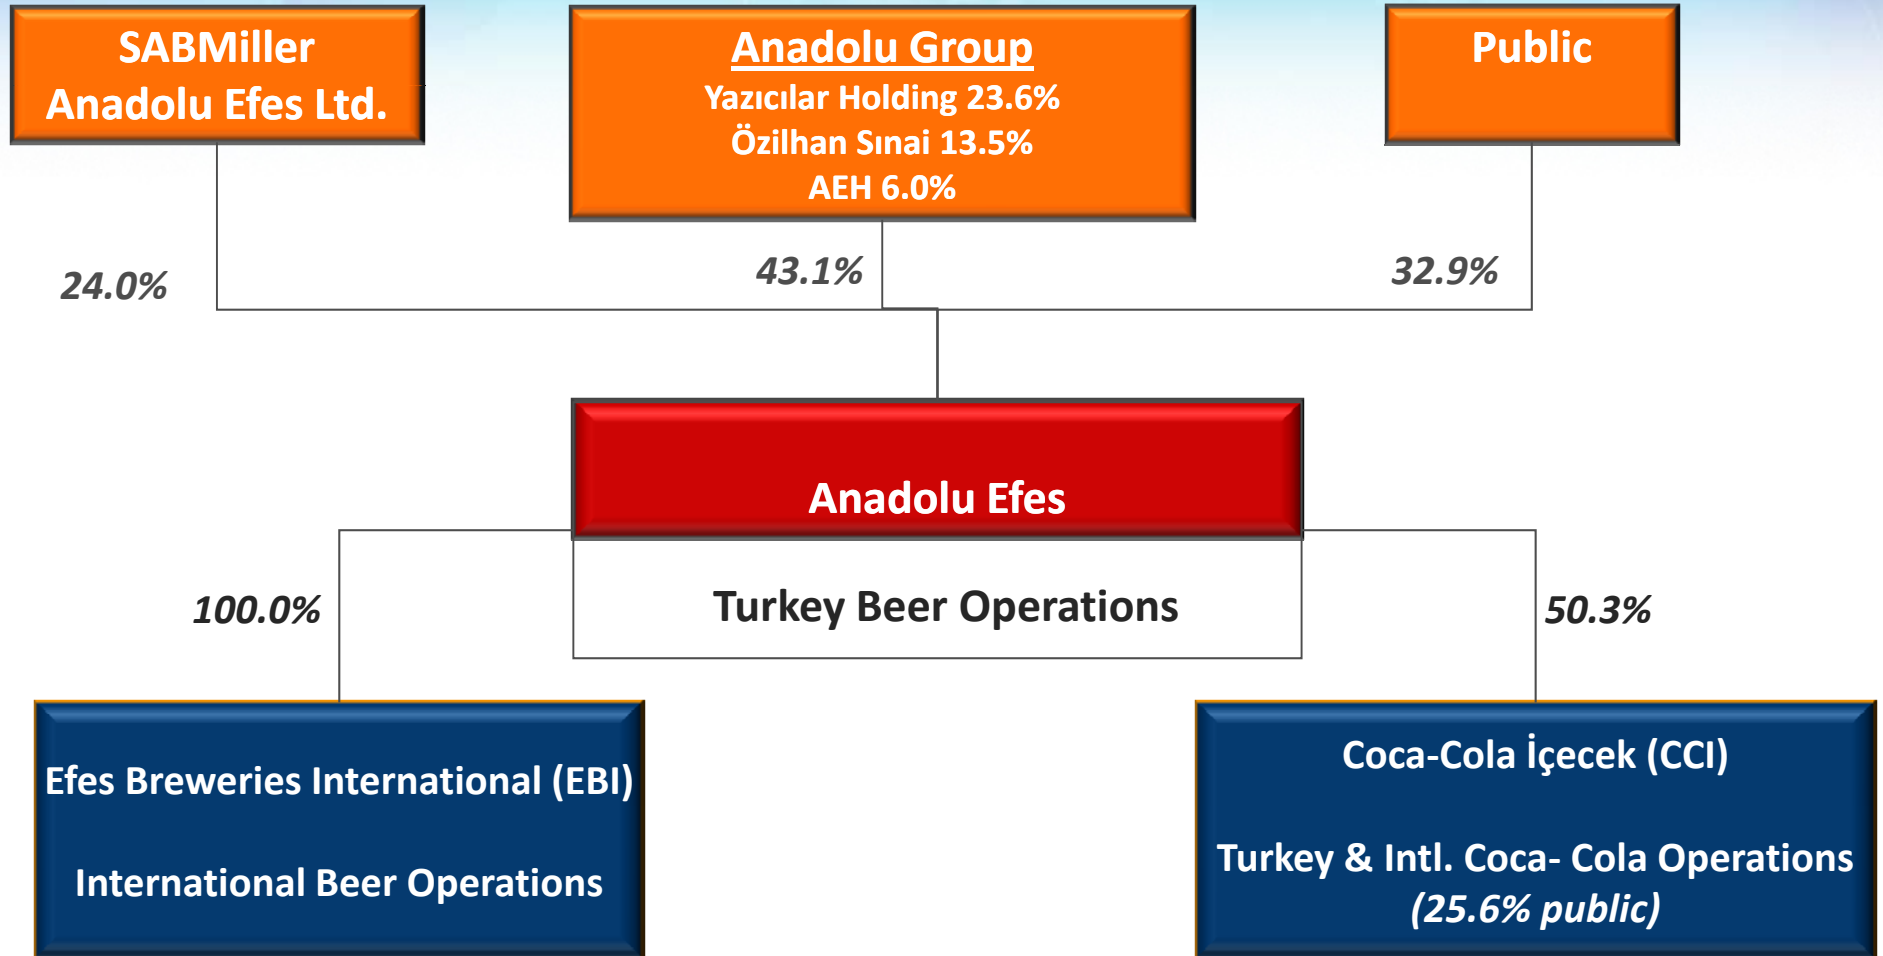 SABMiller
Anadolu Efes Ltd.
Anadolu Group
Yazıcılar Holding 23.6%
Özilhan Sınai 13.5%
AEH 6.0%
Public
24.0%
43.1%
32.9%
Anadolu Efes
Turkey Beer Operations
100.0%
50.3%
Efes Breweries International (EBI)
International Beer Operations
Coca-Cola İçecek (CCI)
Turkey & Intl. Coca- Cola Operations
(25.6% public)